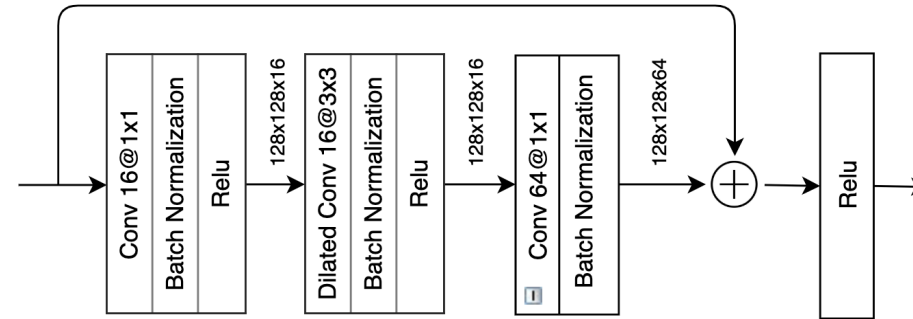 Conv 16@1x1
Batch Normalization
Relu
128x128x16
Dilated Conv 16@3x3
Batch Normalization
Relu
128x128x16
Conv 64@1x1
Batch Normalization
128x128x64
Relu